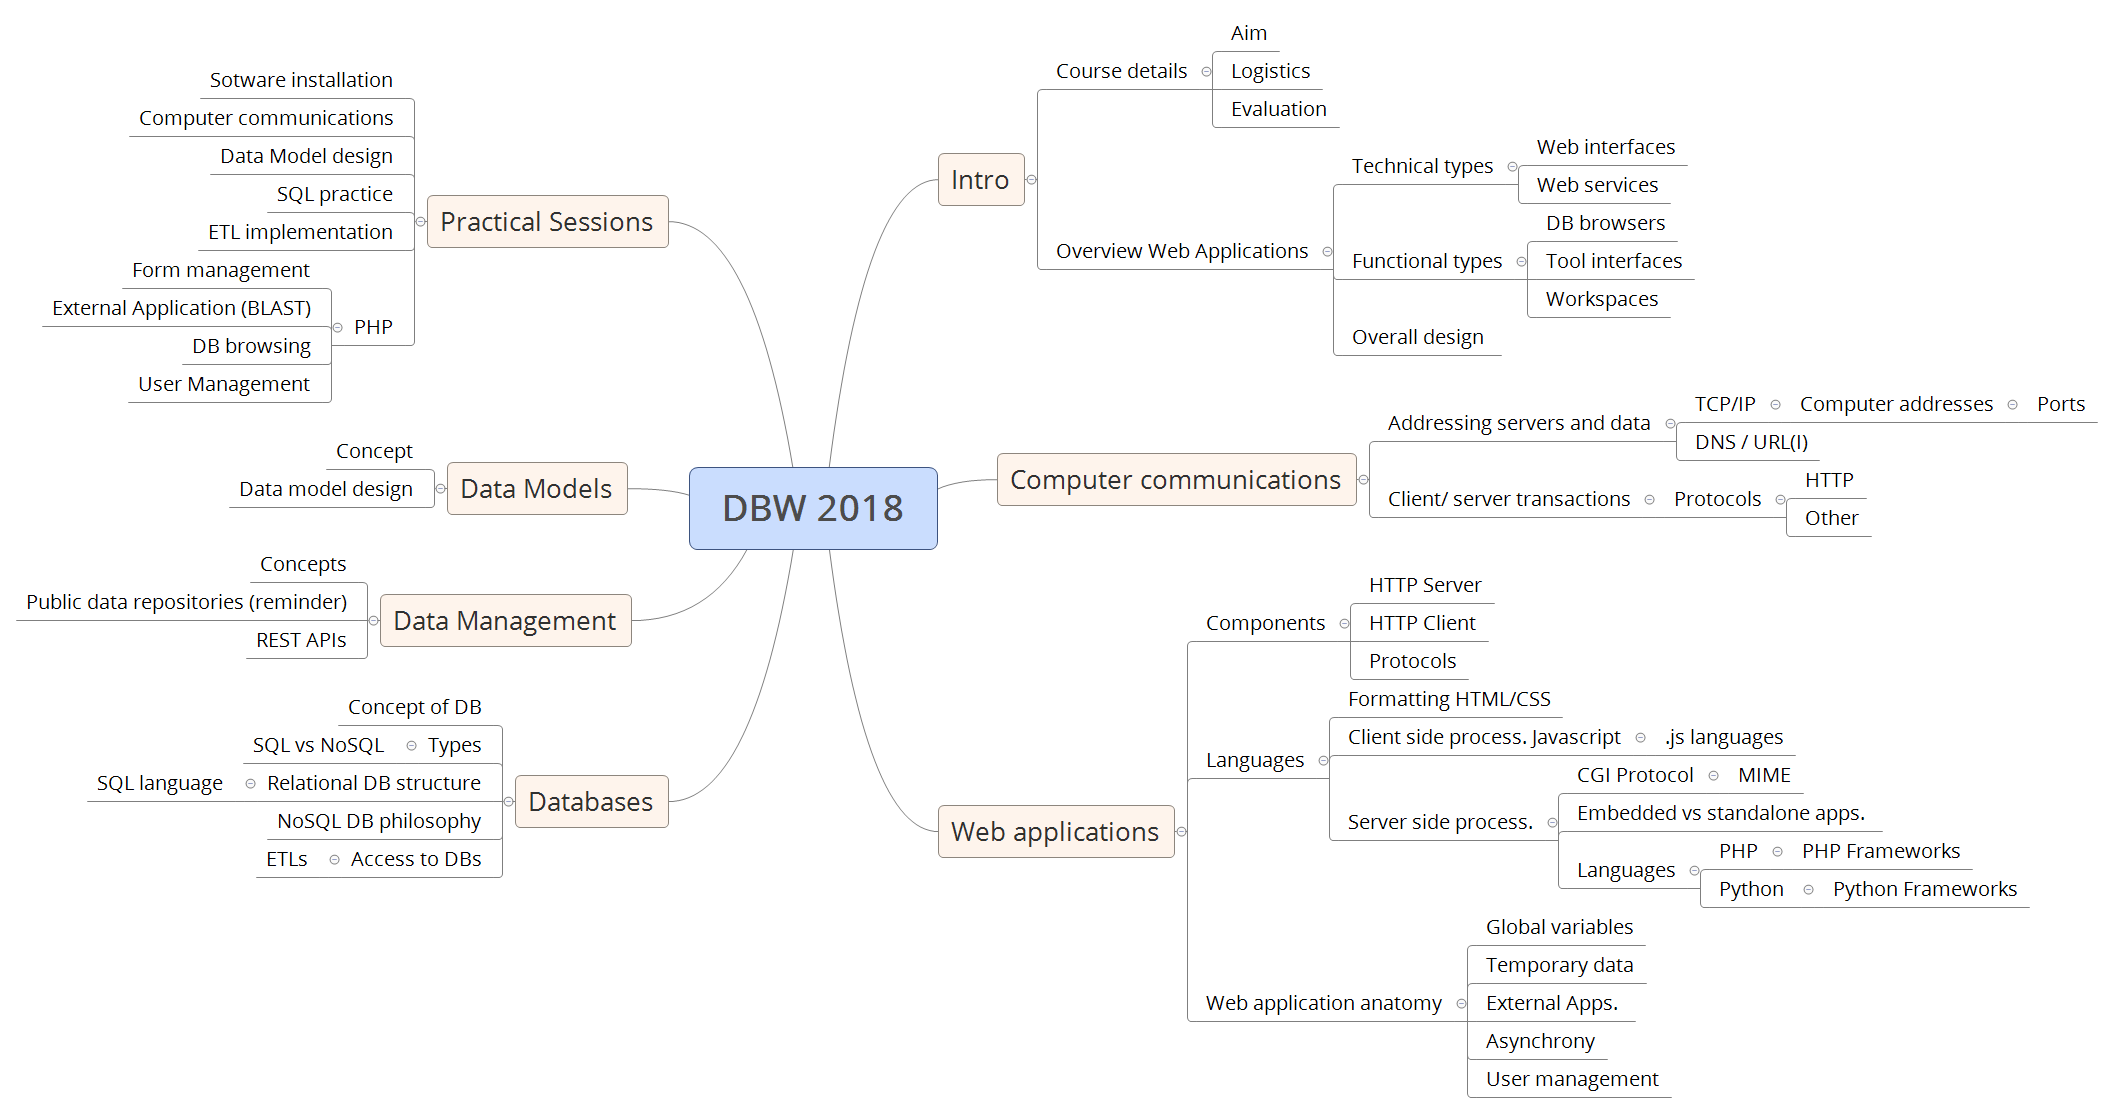 DBW 2018
Intro
Course details
Aim
Logistics
Evaluation
Overview Web Applications
Technical types
Web interfaces
Web services
Functional types
DB browsers
Tool interfaces
Workspaces
Overall design
Computer communications
Addressing servers and data
TCP/IP
Computer addresses
Ports
DNS / URL(I)
Client/ server transactions
Protocols
HTTP
Other
Web applications
Components
HTTP Server
HTTP Client
Protocols
Languages
Formatting HTML/CSS
Client side process. Javascript
.js languages
Server side process.
CGI Protocol
MIME
Embedded vs standalone apps.
Languages
PHP
PHP Frameworks
Python
Python Frameworks
Web application anatomy
Global variables
Temporary data
External Apps.
Asynchrony
User management
Practical Sessions
Sotware installation
Computer communications
Data Model design
SQL practice
ETL implementation
PHP
Form management
External Application (BLAST)
DB browsing
User Management
Data Models
Concept
Data model design
Data Management
Concepts
Public data repositories (reminder)
REST APIs
Databases
Concept of DB
Types
SQL vs NoSQL
Relational DB structure
SQL language
NoSQL DB philosophy
Access to DBs
ETLs